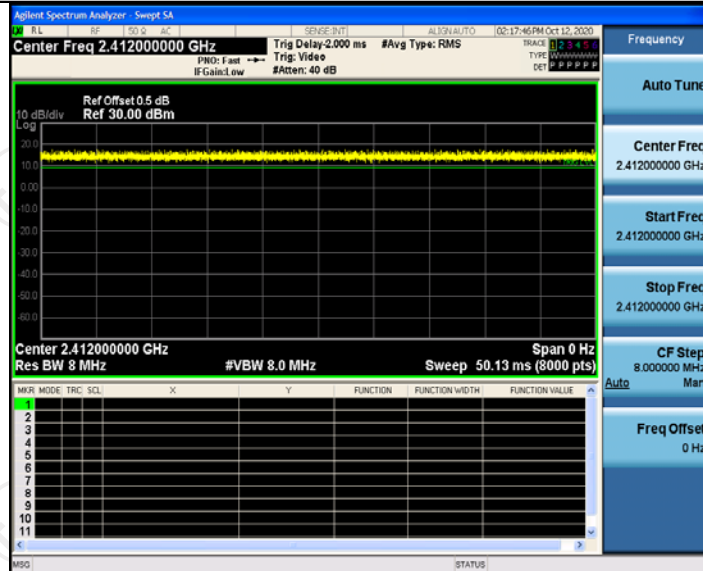 Agilent Spectrum Analyzer - Swept SA
RL RF 50 Ω AC SENSE:INT ALIGN AUTO 02:17:46 PM Oct 12, 2020
Center Freq 2.412000000 GHz
PNO: Fast
IFGain:Low
Trig Delay-2.000 ms
Trig: Video
#Atten: 40 dB
#Avg Type: RMS
TRACE 1 2 3 4 5 6
TYPE
DET P P P P P P
Ref Offset 0.5 dB
10 dB/div Ref 30.00 dBm
Log
20.0
10.0
0.00
-10.0
-20.0
-30.0
-40.0
-50.0
-60.0
Center 2.412000000 GHz Span 0 Hz
Res BW 8 MHz #VBW 8.0 MHz Sweep 50.13 ms (8000 pts)
MKR MODE TRC SCL X Y FUNCTION FUNCTION WIDTH FUNCTION VALUE
1
2
3
4
5
6
7
8
9
10
11
MSG STATUS
Frequency
Auto Tune
Center Freq
2.412000000 GHz
Start Freq
2.412000000 GHz
Stop Freq
2.412000000 GHz
CF Step
8.000000 MHz
Auto Man
Freq Offset
0 Hz